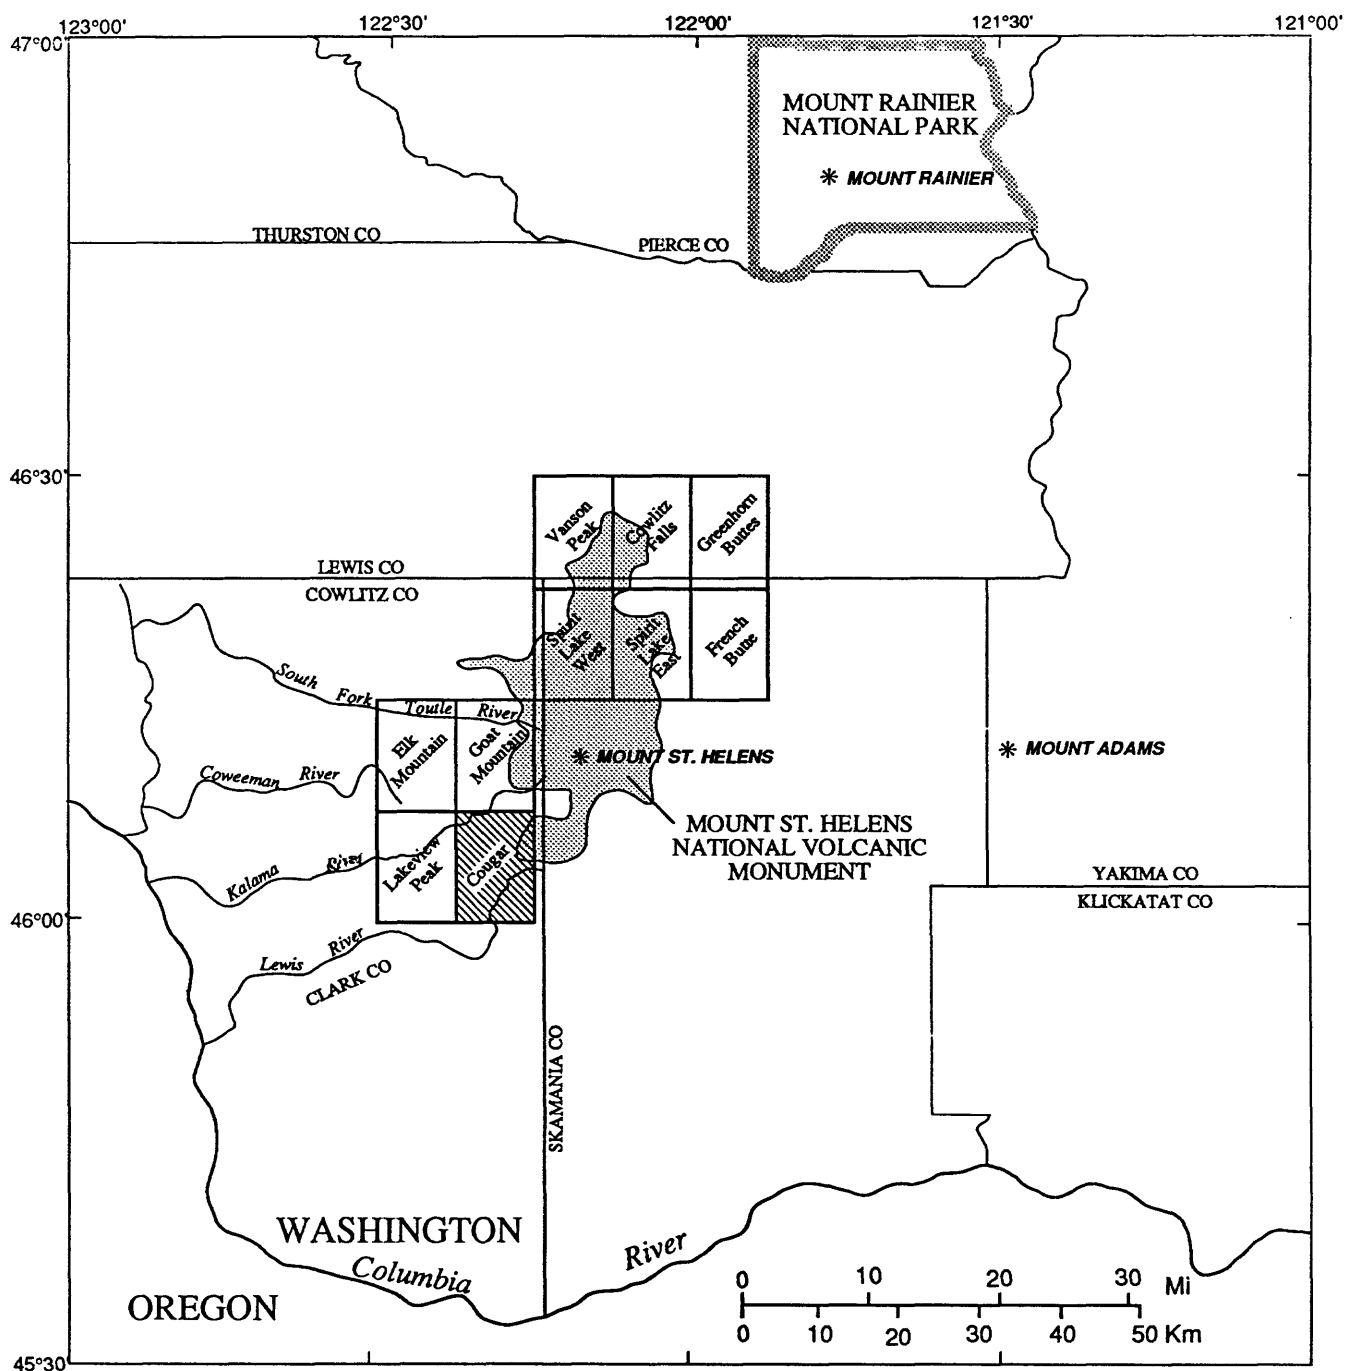 123°00' 122°30' 122°00' 121°30' 121°00'
47°00'
MOUNT RAINIER
NATIONAL PARK
MOUNT RAINIER
THURSTON CO
PIERCE CO
46°30'
Vanson
Peak
Cowlitz
Falls
Greenhorn
Buttes
LEWIS CO
COWLITZ CO
Spirit
Lake
West
Spirit
Lake
East
French
Butte
South Fork Toutle River
Elk
Mountain
Goat
Mountain
MOUNT ST. HELENS
MOUNT ADAMS
Coweeman River
MOUNT ST. HELENS
NATIONAL VOLCANIC
MONUMENT
Kalama River
Lakeview
Peak
Cougar
YAKIMA CO
KLICKATAT CO
46°00'
Lewis River
CLARK CO
SKAMANIA CO
WASHINGTON
Columbia River
OREGON
0 10 20 30 Mi
0 10 20 30 40 50 Km
45°30'